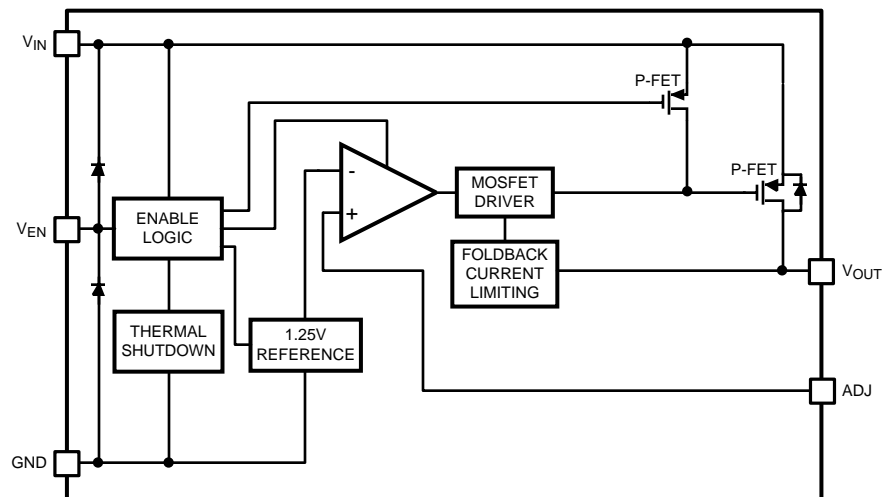 VIN
P-FET
P-FET
-
+
MOSFET
DRIVER
VEN
ENABLE
LOGIC
FOLDBACK
CURRENT
LIMITING
VOUT
THERMAL
SHUTDOWN
1.25V
REFERENCE
ADJ
GND